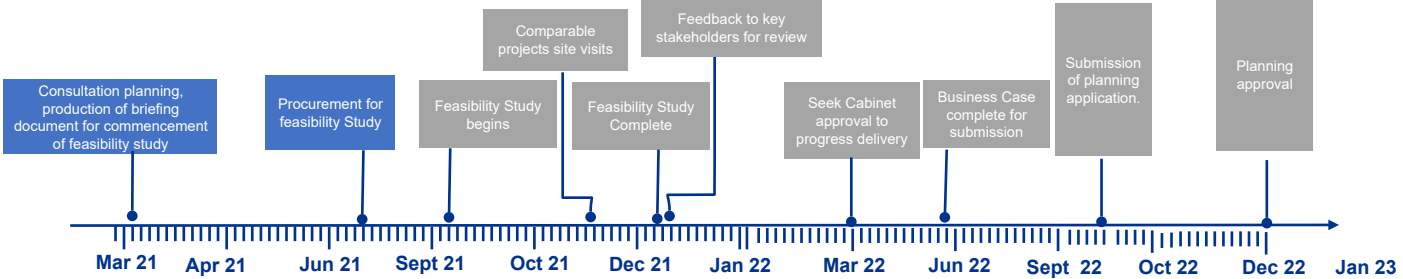 Consultation planning,
production of briefing
document for commencement
of feasibility study
Procurement for
feasibility Study
Feasibility Study
begins
Comparable
projects site visits
Feasibility Study
Complete
Feedback to key
stakeholders for review
Seek Cabinet
approval to
progress delivery
Business Case
complete for
submission
Submission
of planning
application.
Planning
approval
Mar 21
Apr 21
Jun 21
Sept 21
Oct 21
Dec 21
Jan 22
Mar 22
Jun 22
Sept 22
Oct 22
Dec 22
Jan 23